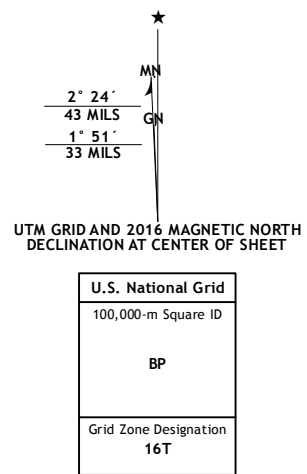 ★
MN
2° 24´
43 MILS
GN
1° 51´
33 MILS
UTM GRID AND 2016 MAGNETIC NORTH
DECLINATION AT CENTER OF SHEET
U.S. National Grid
100,000-m Square ID
BP
Grid Zone Designation
16T